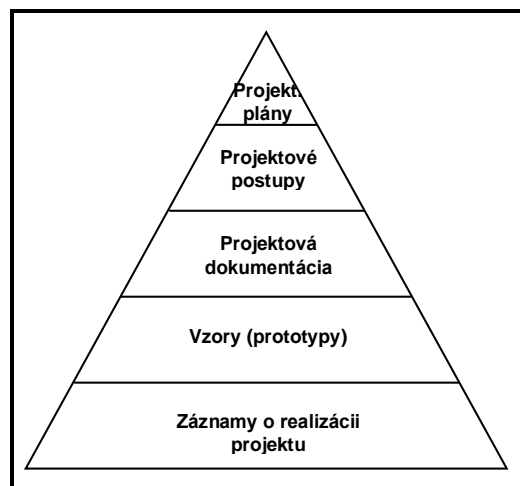 Projekt.
plány
Projektové
postupy
Projektová
dokumentácia
Vzory (prototypy)
Záznamy o realizácii
projektu